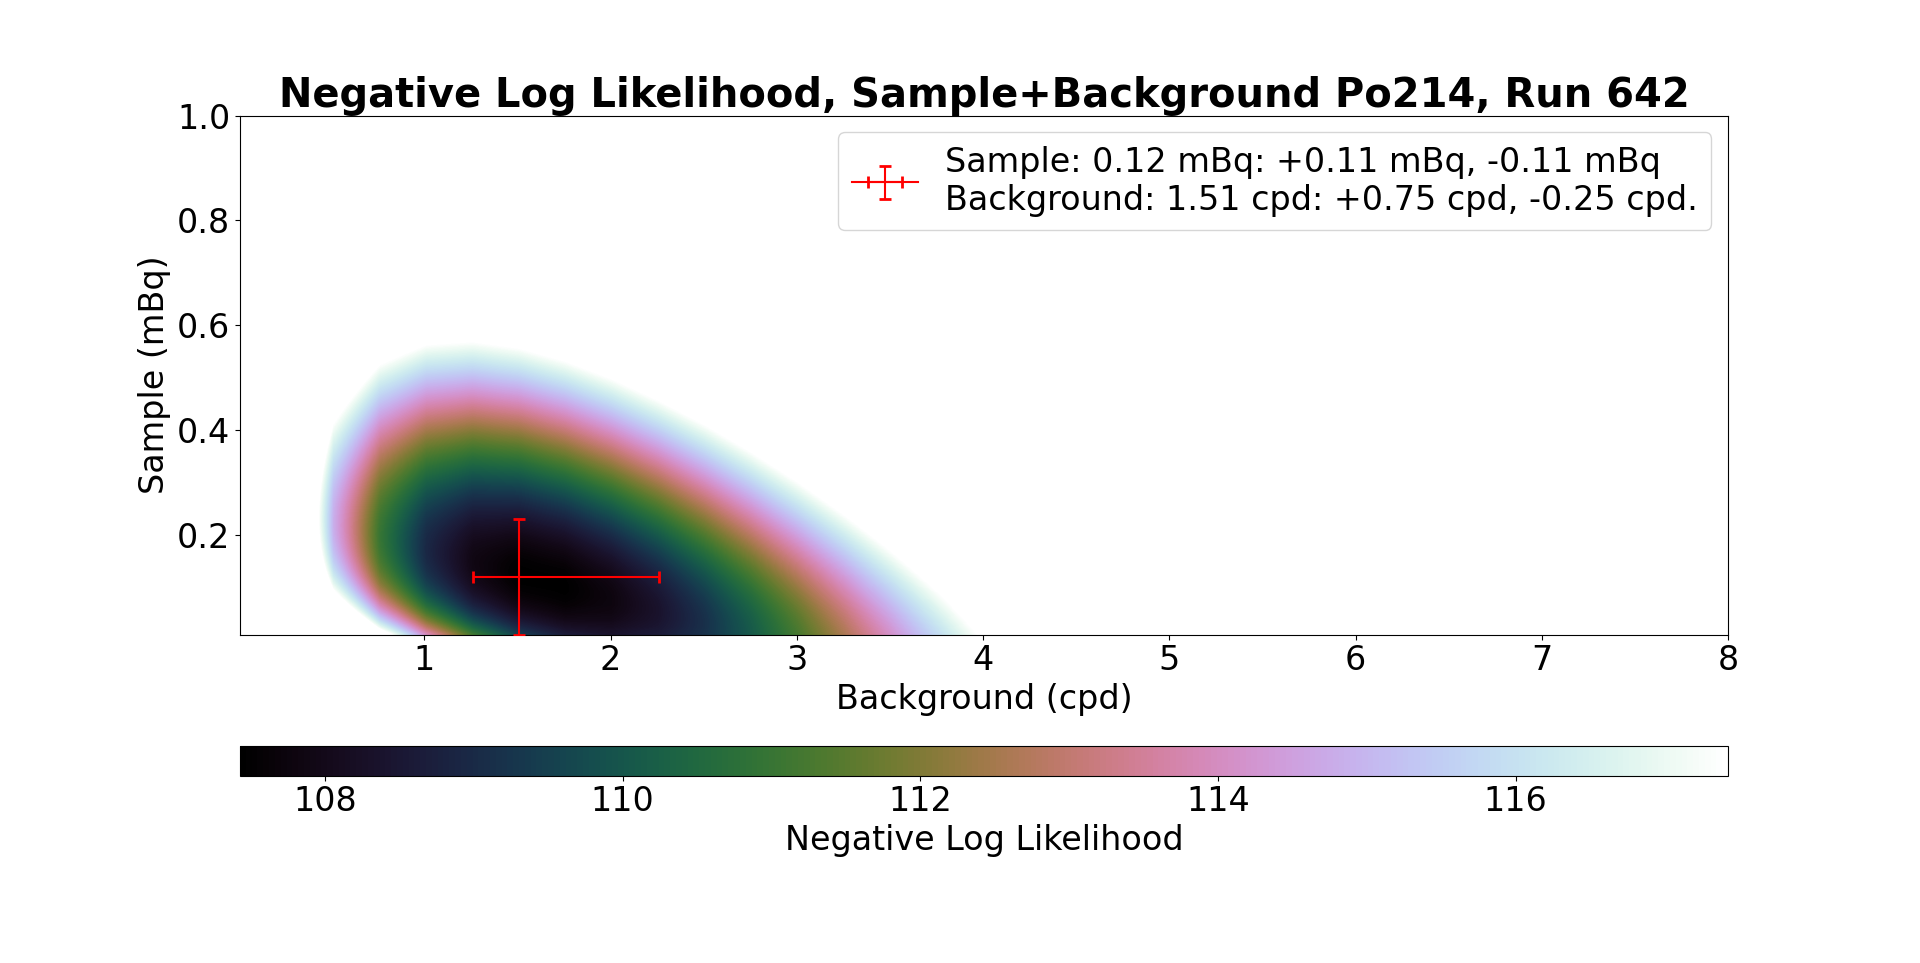 Negative Log Likelihood, Sample+Background Po214, Run 642
Sample: 0.12 mBq: +0.11 mBq, -0.11 mBq
Background: 1.51 cpd: +0.75 cpd, -0.25 cpd.
1.0
0.8
0.6
0.4
0.2
Sample (mBq)
1 2 3 4 5 6 7 8
Background (cpd)
108 110 112 114 116
Negative Log Likelihood